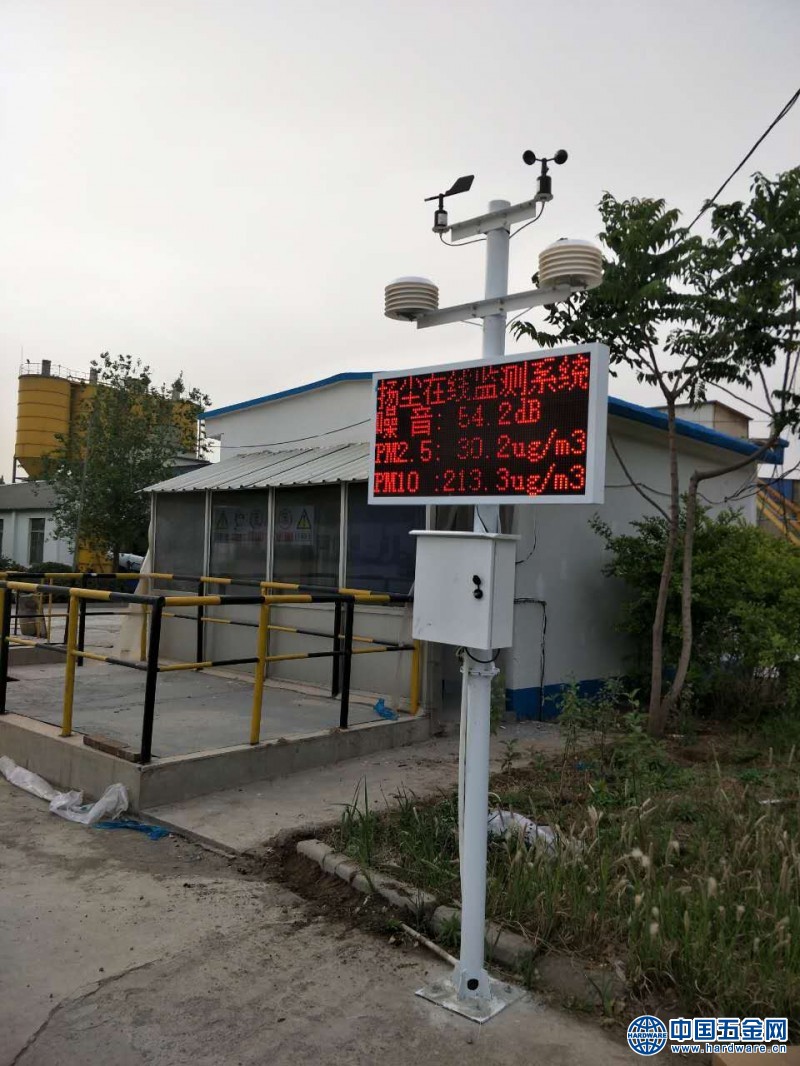 扬尘在线监测系统
噪音: 54.2dB
PM2.5: 30.2ug/m3
PM10 :213.3ug/m3
HARDWARE
中国五金网
www.hardware.cn